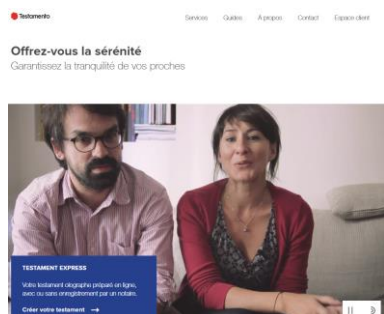 Testamento
Services Guides À propos Contact Espace client
Offrez-vous la sérénité
Garantissez la tranquilité de vos proches
TESTAMENT EXPRESS
Votre testament olographe préparé en ligne,
avec ou sans enregistrement par un notaire.
Créer votre testament →